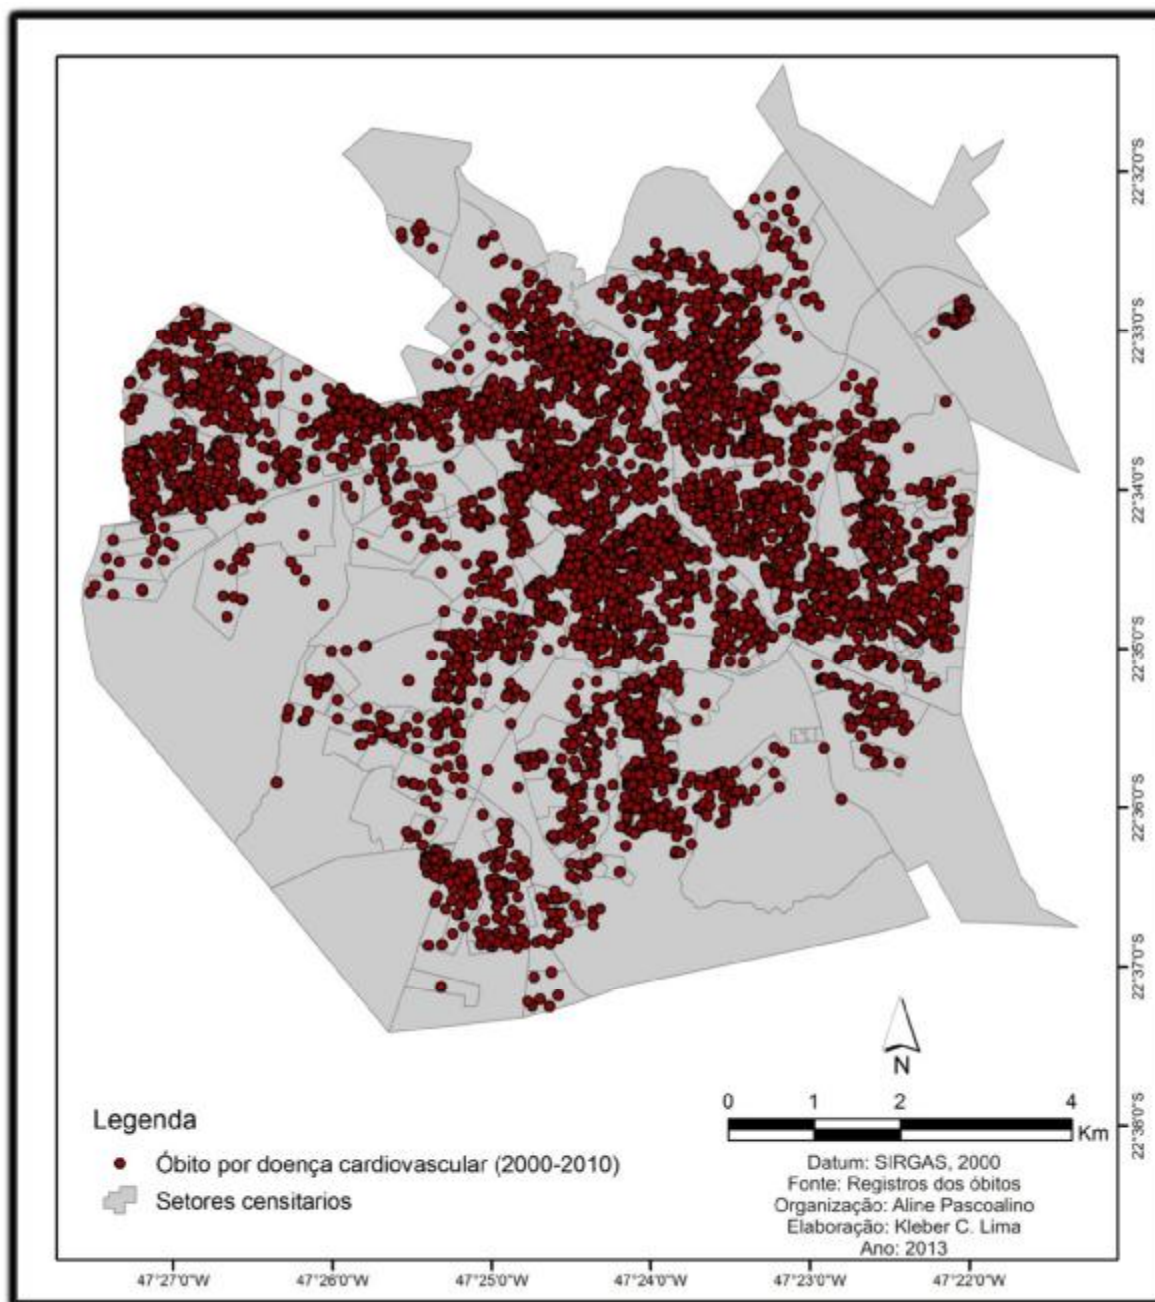 22°32'0"S
22°33'0"S
22°34'0"S
22°35'0"S
22°36'0"S
22°37'0"S
22°38'0"S
N
0 1 2 4
Km
Legenda
Óbito por doença cardiovascular (2000-2010)
Setores censitarios
Datum: SIRGAS, 2000
Fonte: Registros dos óbitos
Organização: Aline Pascoalino
Elaboração: Kleber C. Lima
Ano: 2013
47°27'0"W 47°26'0"W 47°25'0"W 47°24'0"W 47°23'0"W 47°22'0"W